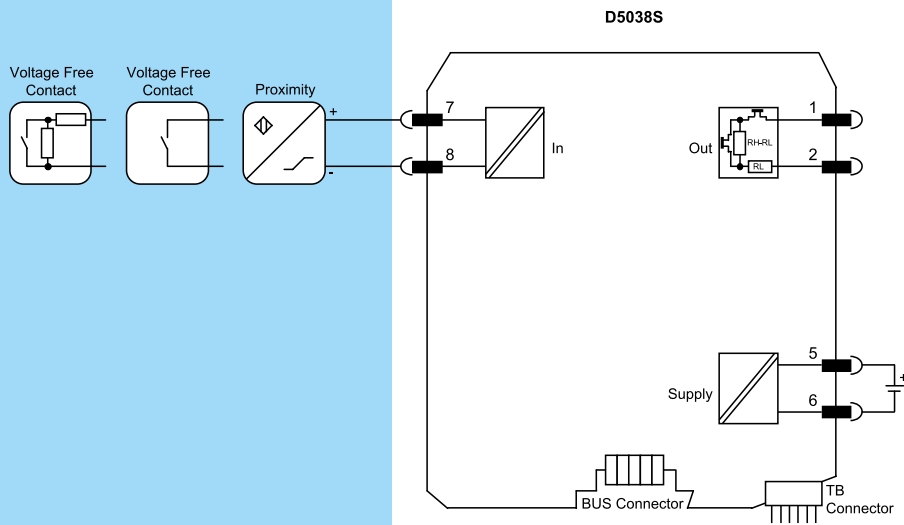 D5038S
Voltage Free
Contact
Voltage Free
Contact
Proximity
+
-
7
8
In
Out
RH-RL
RL
1
2
Supply
5
6
+
BUS Connector
TB
Connector